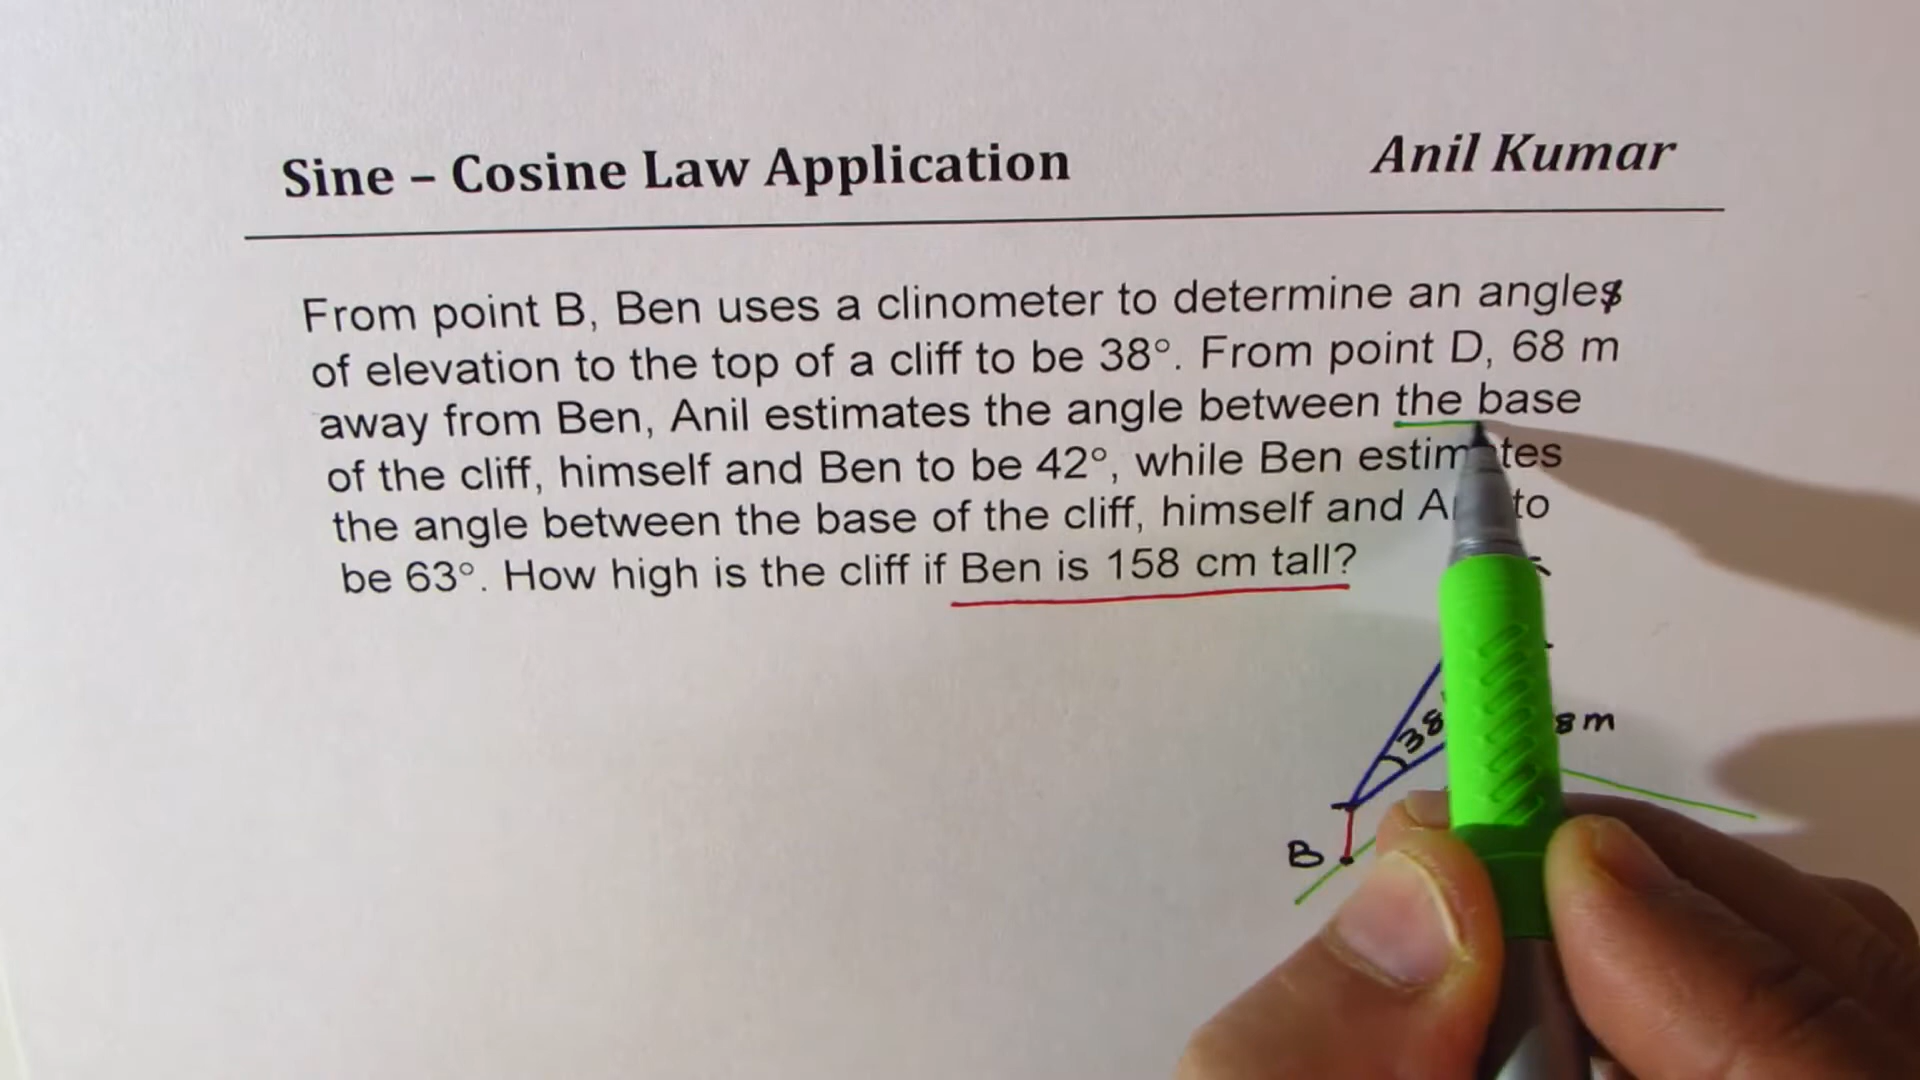 Sine – Cosine Law Application Anil Kumar
From point B, Ben uses a clinometer to determine an angles
of elevation to the top of a cliff to be 38°. From point D, 68 m
away from Ben, Anil estimates the angle between the base
of the cliff, himself and Ben to be 42°, while Ben
the angle between the base of the cliff, himself and to
be 63°. How high is the cliff if Ben is 158 cm tall?
38
8 m
B